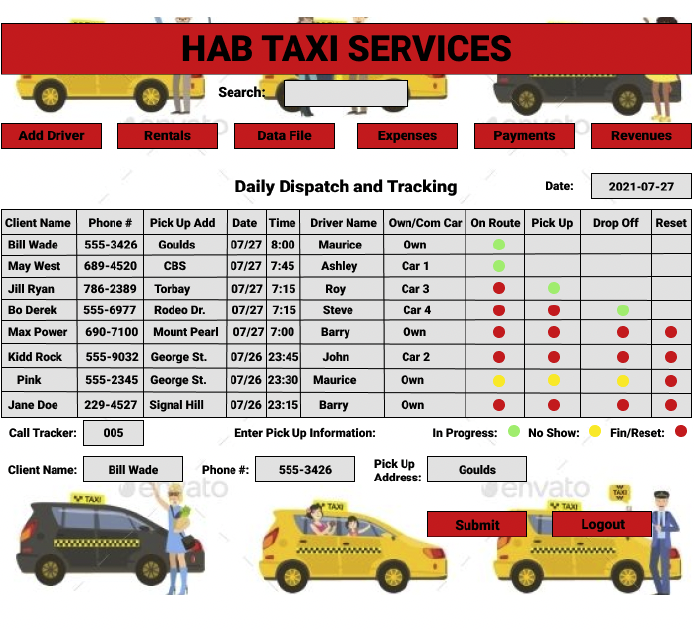 HAB TAXI SERVICES
Search:
Add Driver Rentals Data File Expenses Payments Revenues
Daily Dispatch and Tracking Date: 2021-07-27
Client Name Phone # Pick Up Add Date Time Driver Name Own/Com Car On Route Pick Up Drop Off Reset
Bill Wade 555-3426 Goulds 07/27 8:00 Maurice Own
May West 689-4520 CBS 07/27 7:45 Ashley Car 1
Jill Ryan 786-2389 Torbay 07/27 7:15 Roy Car 3
Bo Derek 555-6977 Rodeo Dr. 07/27 7:15 Steve Car 4
Max Power 690-7100 Mount Pearl 07/27 7:00 Barry Own
Kidd Rock 555-9032 George St. 07/26 23:45 John Car 2
Pink 555-2345 George St. 07/26 23:30 Maurice Own
Jane Doe 229-4527 Signal Hill 07/26 23:15 Barry Own
Call Tracker: 005 Enter Pick Up Information: In Progress: No Show: Fin/Reset:
Client Name: Bill Wade Phone #: 555-3426 Pick Up Address: Goulds
envato envato
TAXI TAXI TAXI TAXI
Submit Logout